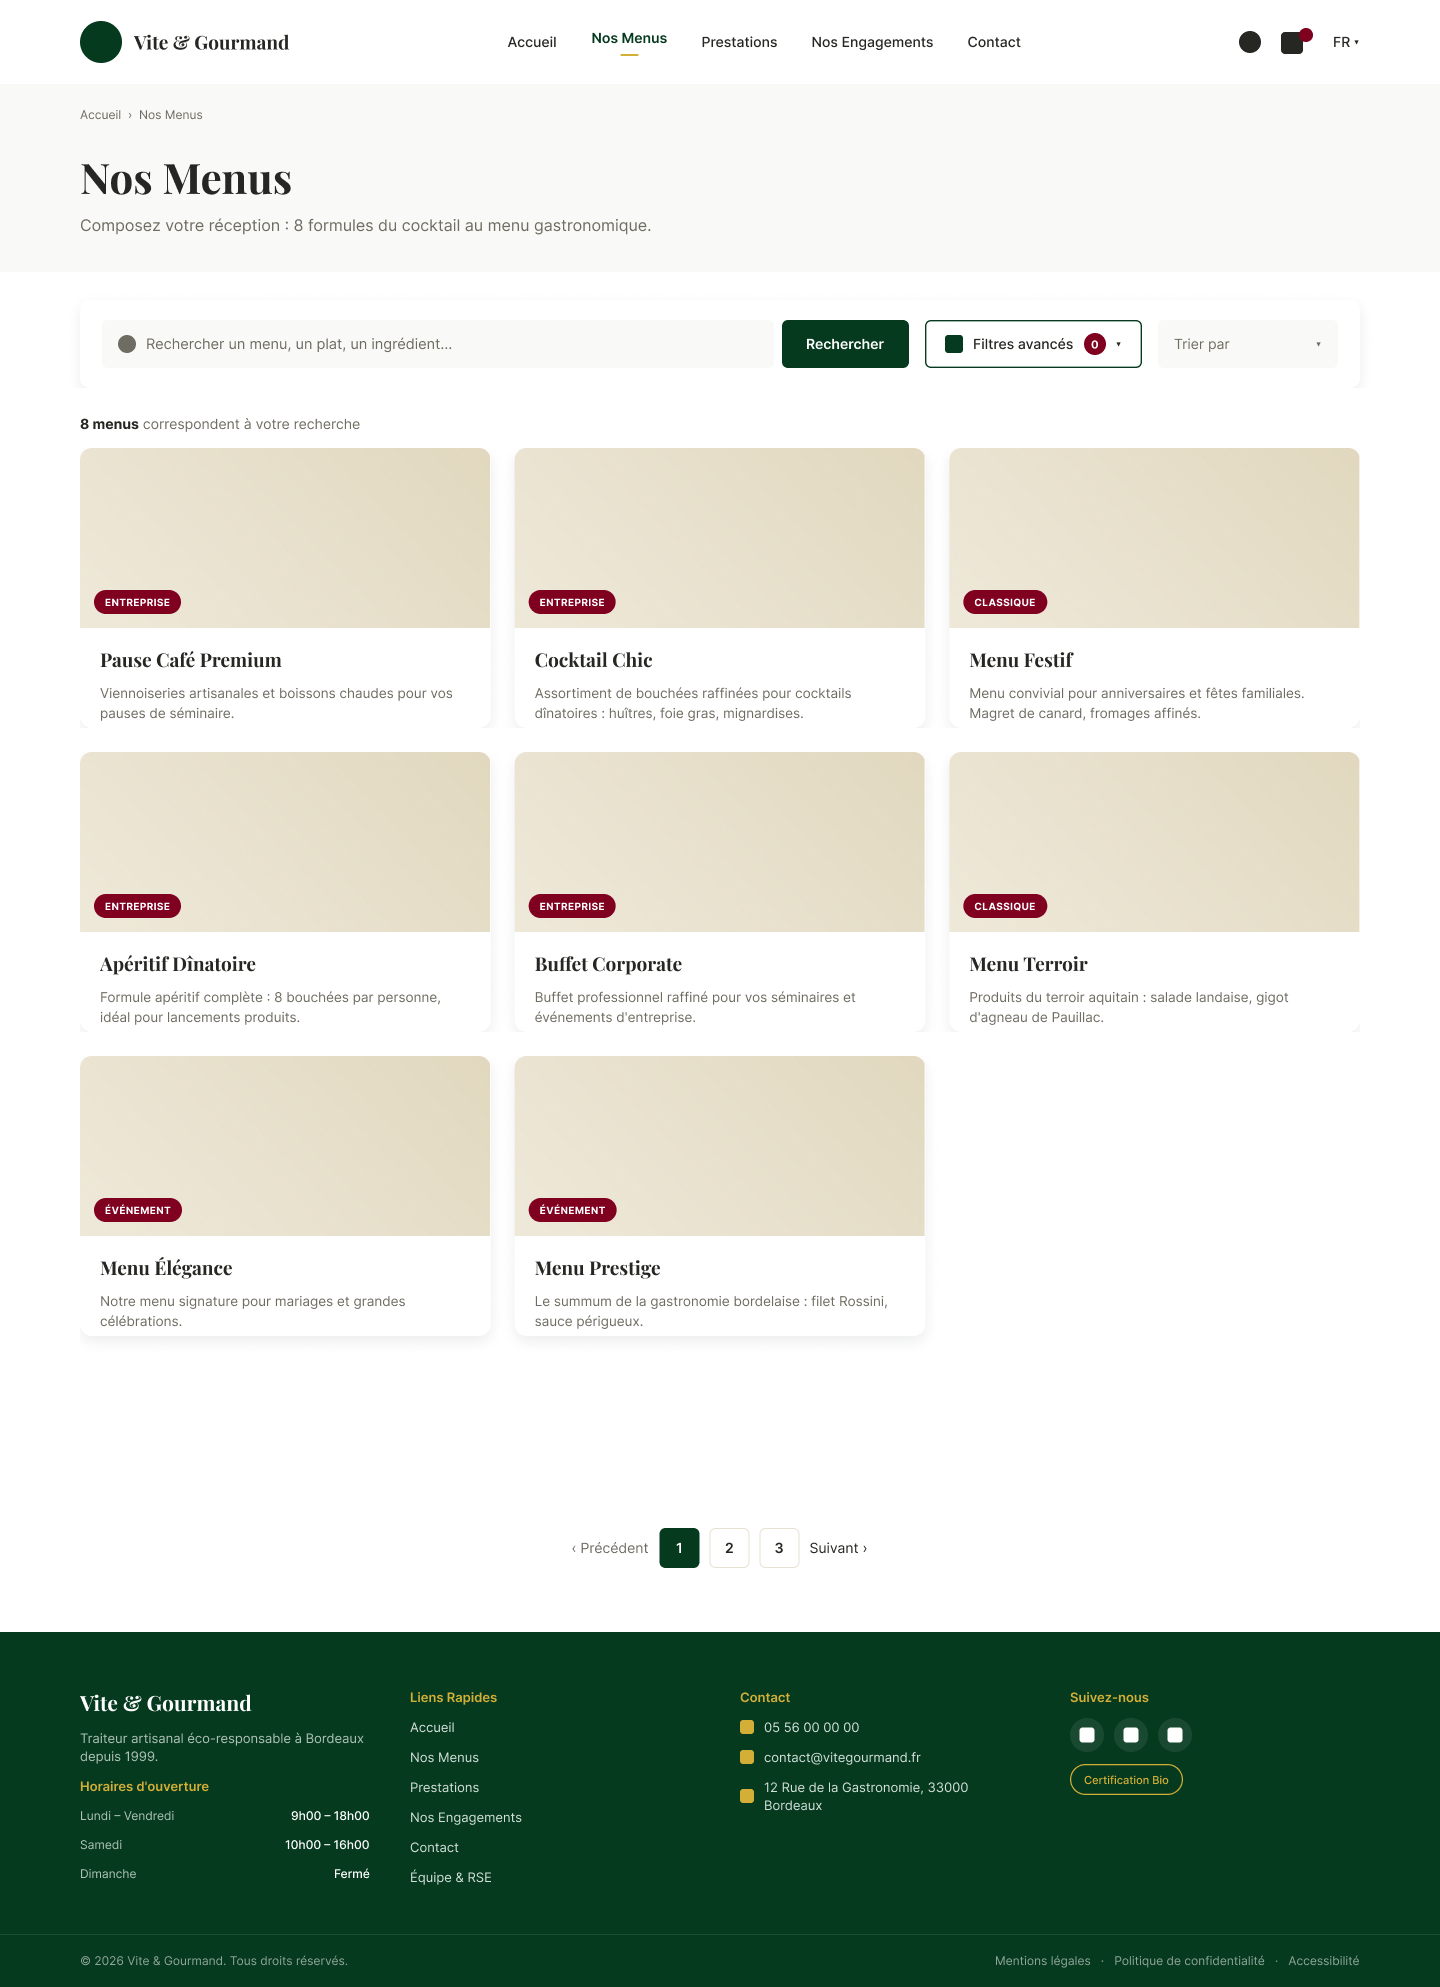 Vite & Gourmand
Accueil
Nos Menus
Prestations
Nos Engagements
Contact
FR ▾
Accueil › Nos Menus
Nos Menus
Composez votre réception : 8 formules du cocktail au menu gastronomique.
Rechercher un menu, un plat, un ingrédient...
Rechercher
Filtres avancés 0 ▾
Trier par ▾
8 menus correspondent à votre recherche
ENTREPRISE
Pause Café Premium
Viennoiseries artisanales et boissons chaudes pour vos
pauses de séminaire.
ENTREPRISE
Cocktail Chic
Assortiment de bouchées raffinées pour cocktails
dînatoires : huîtres, foie gras, mignardises.
CLASSIQUE
Menu Festif
Menu convivial pour anniversaires et fêtes familiales.
Magret de canard, fromages affinés.
ENTREPRISE
Apéritif Dînatoire
Formule apéritif complète : 8 bouchées par personne,
idéal pour lancements produits.
ENTREPRISE
Buffet Corporate
Buffet professionnel raffiné pour vos séminaires et
événements d'entreprise.
CLASSIQUE
Menu Terroir
Produits du terroir aquitain : salade landaise, gigot
d'agneau de Pauillac.
ÉVÉNEMENT
Menu Élégance
Notre menu signature pour mariages et grandes
célébrations.
ÉVÉNEMENT
Menu Prestige
Le summum de la gastronomie bordelaise : filet Rossini,
sauce périgueux.
‹ Précédent 1 2 3 Suivant ›
Vite & Gourmand
Traiteur artisanal éco-responsable à Bordeaux
depuis 1999.
Horaires d'ouverture
Lundi – Vendredi 9h00 – 18h00
Samedi 10h00 – 16h00
Dimanche Fermé
Liens Rapides
Accueil
Nos Menus
Prestations
Nos Engagements
Contact
Équipe & RSE
Contact
05 56 00 00 00
contact@vitegourmand.fr
12 Rue de la Gastronomie, 33000
Bordeaux
Suivez-nous
Certification Bio
© 2026 Vite & Gourmand. Tous droits réservés.
Mentions légales · Politique de confidentialité · Accessibilité